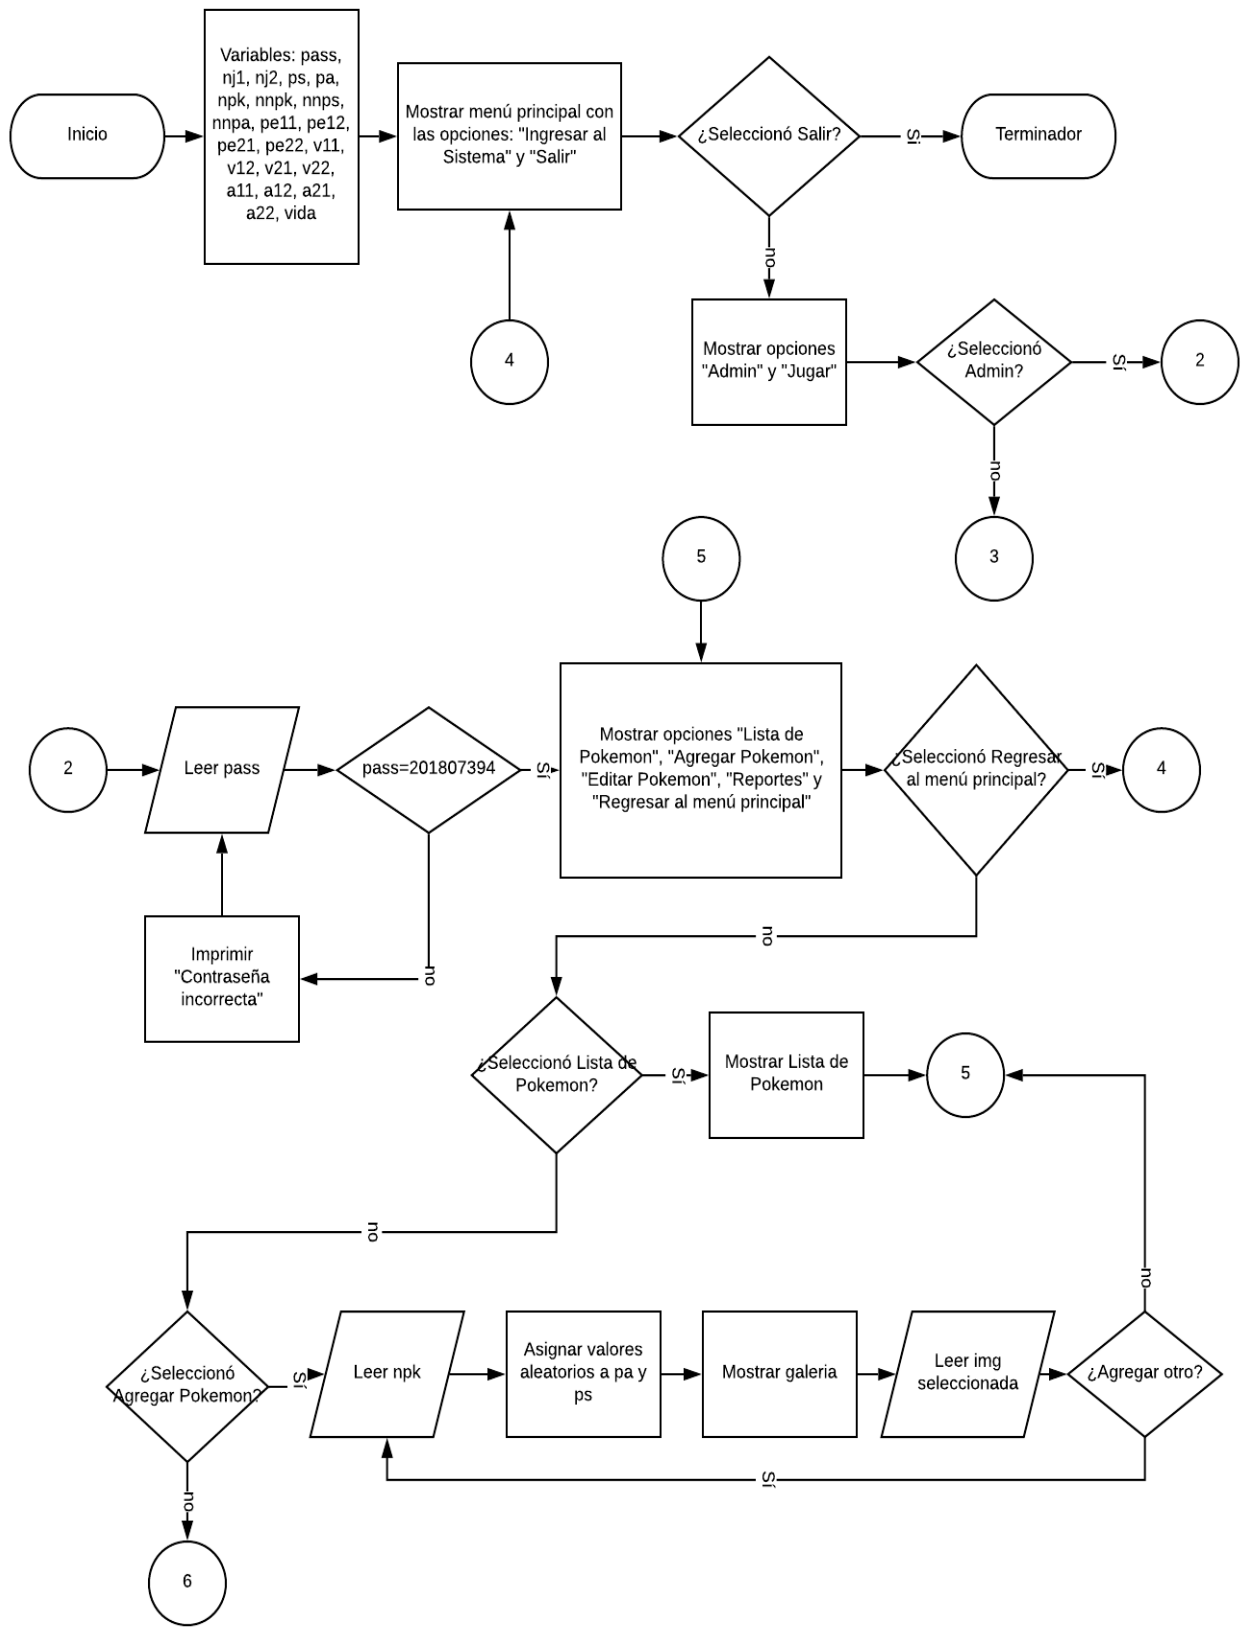 Inicio
Variables: pass,
nj1, nj2, ps, pa,
npk, nnpk, nnps,
nnpa, pe11, pe12,
pe21, pe22, v11,
v12, v21, v22,
a11, a12, a21,
a22, vida
Mostrar menú principal con
las opciones: "Ingresar al
Sistema" y "Salir"
¿Seleccionó Salir?
Sí
Terminador
no
4
Mostrar opciones
"Admin" y "Jugar"
¿Seleccionó
Admin?
Sí
2
no
3
5
2
Leer pass
pass=201807394
Sí
Mostrar opciones "Lista de
Pokemon", "Agregar Pokemon",
"Editar Pokemon", "Reportes" y
"Regresar al menú principal"
¿Seleccionó Regresar
al menú principal?
Sí
4
no
Imprimir
"Contraseña
incorrecta"
no
¿Seleccionó Lista de
Pokemon?
Sí
Mostrar Lista de
Pokemon
5
no
¿Seleccionó
Agregar Pokemon?
Sí
Leer npk
Asignar valores
aleatorios a pa y
ps
Mostrar galeria
Leer img
seleccionada
¿Agregar otro?
no
Sí
no
6